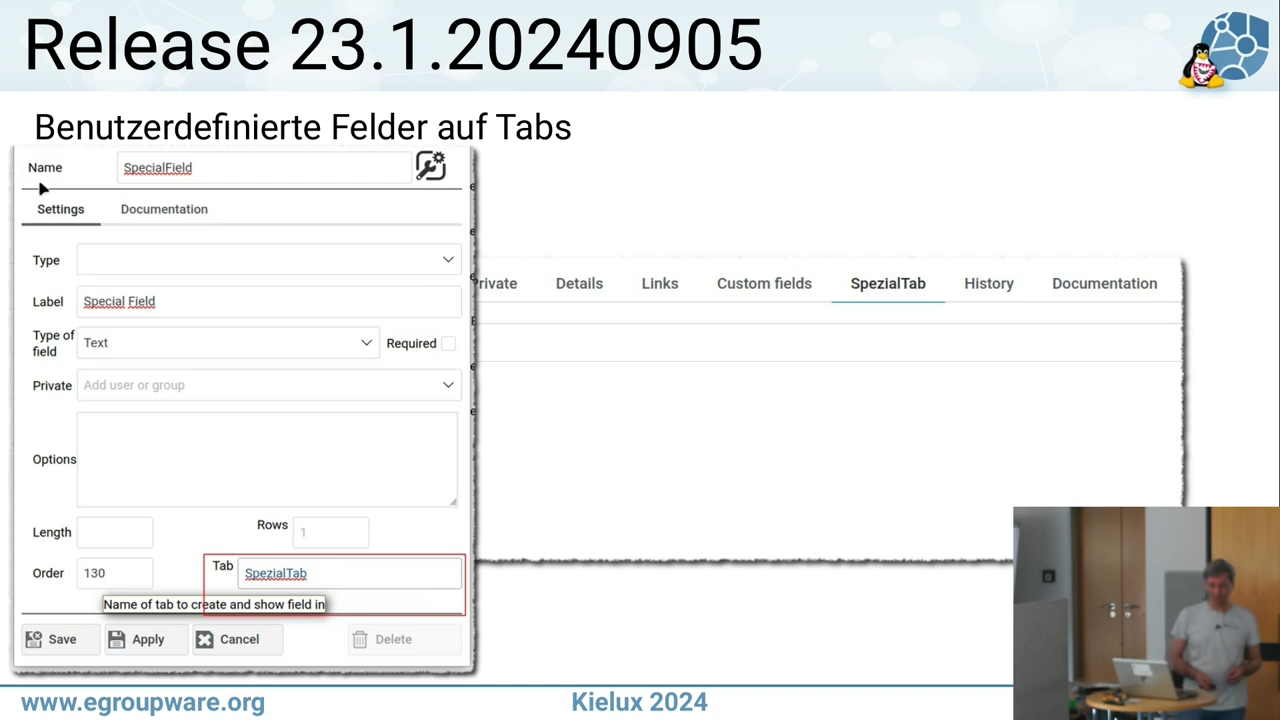 Release 23.1.20240905
Benutzerdefinierte Felder auf Tabs
Name SpecialField
Settings Documentation
Type
Label Special Field
Type of field Text Required
Private Add user or group
Options
Length Rows 1
Order 130 Tab SpezialTab
Name of tab to create and show field in
Save Apply Cancel Delete
Details Links Custom fields SpezialTab History Documentation
www.egroupware.org Kielux 2024